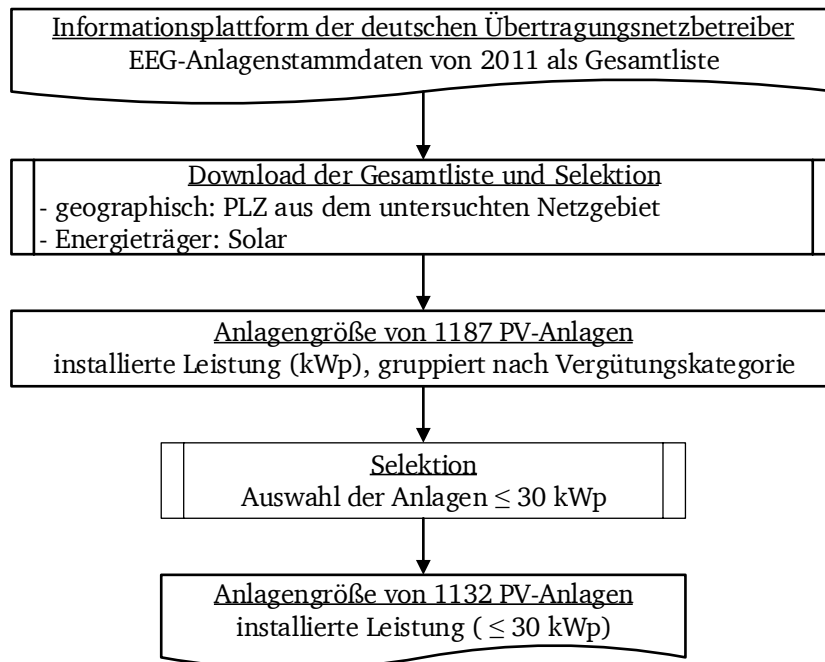 Informationsplattform der deutschen Übertragungsnetzbetreiber
EEG-Anlagenstammdaten von 2011 als Gesamtliste
Download der Gesamtliste und Selektion
- geographisch: PLZ aus dem untersuchten Netzgebiet
- Energieträger: Solar
Anlagengröße von 1187 PV-Anlagen
installierte Leistung (kWp), gruppiert nach Vergütungskategorie
Selektion
Auswahl der Anlagen ≤ 30 kWp
Anlagengröße von 1132 PV-Anlagen
installierte Leistung ( ≤ 30 kWp)